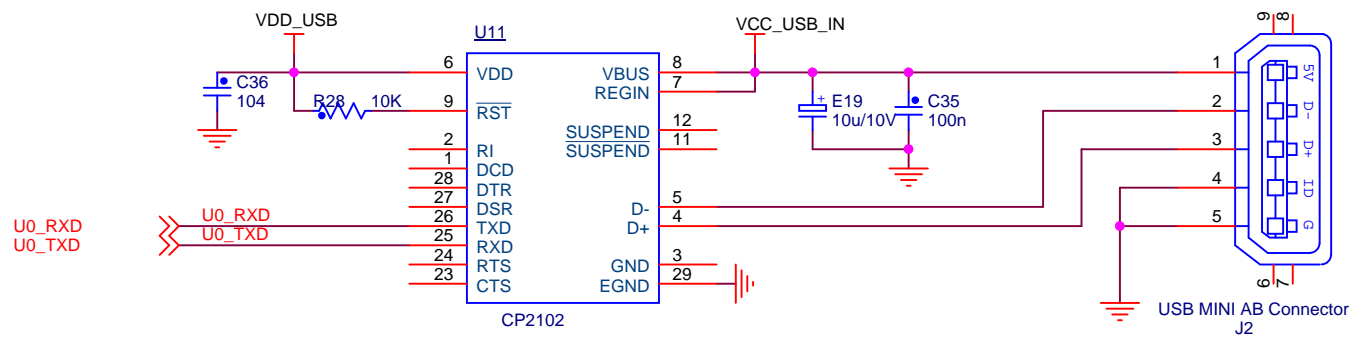 VDD_USB
U11
VCC_USB_IN
9 8
C36
104
6 VDD
VBUS 8
1 5V
R28 10K
9 RST
REGIN 7
E19
10u/10V
C35
100n
2 D-
SUSPEND 12
SUSPEND 11
2 RI
3 D+
1 DCD
28 DTR
4 ID
27 DSR
D- 5
U0_RXD
U0_RXD
26 TXD
D+ 4
5 G
U0_TXD
U0_TXD
25 RXD
24 RTS
GND 3
23 CTS
EGND 29
6 7
CP2102
USB MINI AB Connector
J2
+